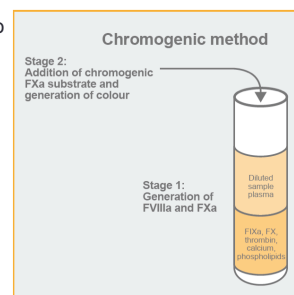 b
Chromogenic method
Stage 2:
Addition of chromogenic
FXa substrate and
generation of colour
Stage 1:
Generation of
FVIIIa and FXa
Diluted
sample
plasma
FIXa, FX,
thrombin,
calcium,
phospholipids